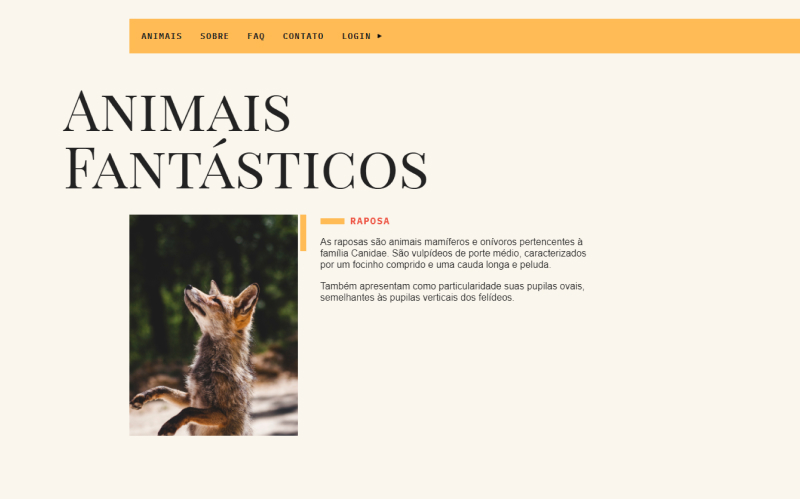 ANIMAIS SOBRE FAQ CONTATO LOGIN ▸
ANIMAIS
FANTÁSTICOS
RAPOSA
As raposas são animais mamíferos e onívoros pertencentes à
família Canidae. São vulpídeos de porte médio, caracterizados
por um focinho comprido e uma cauda longa e peluda.
Também apresentam como particularidade suas pupilas ovais,
semelhantes às pupilas verticais dos felídeos.